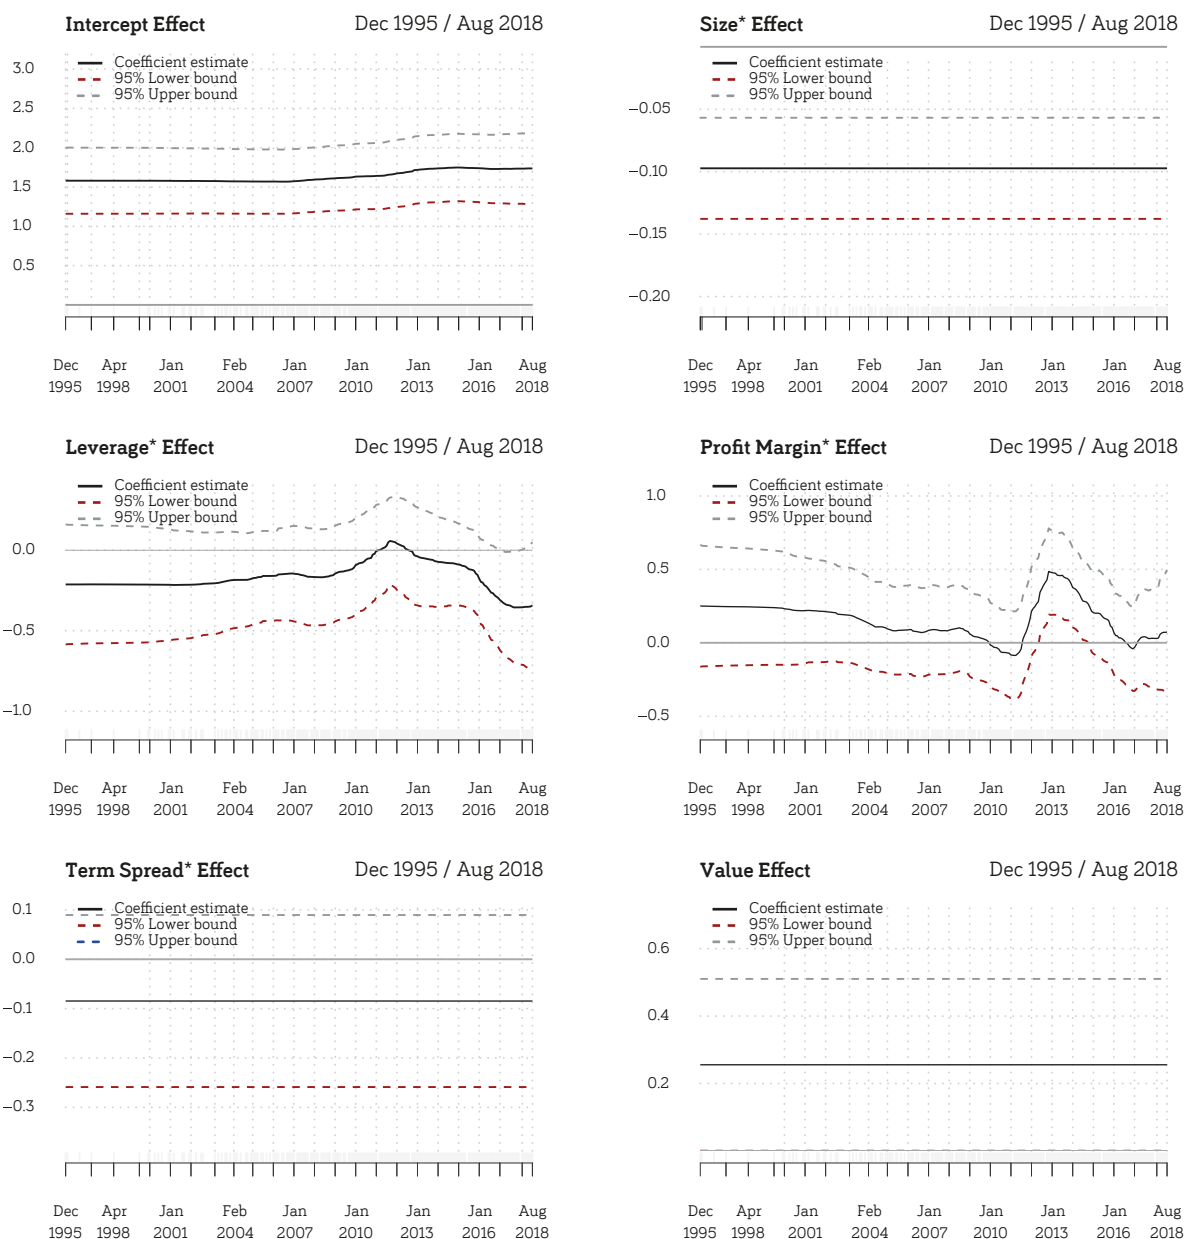 Intercept Effect Dec 1995 / Aug 2018
Coefficient estimate
95% Lower bound
95% Upper bound
3.0
2.5
2.0
1.5
1.0
0.5
Dec Apr Jan Feb Jan Jan Jan Jan Aug
1995 1998 2001 2004 2007 2010 2013 2016 2018
Size* Effect Dec 1995 / Aug 2018
Coefficient estimate
95% Lower bound
95% Upper bound
−0.05
−0.10
−0.15
−0.20
Dec Apr Jan Feb Jan Jan Jan Jan Aug
1995 1998 2001 2004 2007 2010 2013 2016 2018
Leverage* Effect Dec 1995 / Aug 2018
Coefficient estimate
95% Lower bound
95% Upper bound
0.0
−0.5
−1.0
Dec Apr Jan Feb Jan Jan Jan Jan Aug
1995 1998 2001 2004 2007 2010 2013 2016 2018
Profit Margin* Effect Dec 1995 / Aug 2018
Coefficient estimate
95% Lower bound
95% Upper bound
1.0
0.5
0.0
−0.5
Dec Apr Jan Feb Jan Jan Jan Jan Aug
1995 1998 2001 2004 2007 2010 2013 2016 2018
Term Spread* Effect Dec 1995 / Aug 2018
Coefficient estimate
95% Lower bound
95% Upper bound
0.1
0.0
−0.1
−0.2
−0.3
Dec Apr Jan Feb Jan Jan Jan Jan Aug
1995 1998 2001 2004 2007 2010 2013 2016 2018
Value Effect Dec 1995 / Aug 2018
Coefficient estimate
95% Lower bound
95% Upper bound
0.6
0.4
0.2
Dec Apr Jan Feb Jan Jan Jan Jan Aug
1995 1998 2001 2004 2007 2010 2013 2016 2018